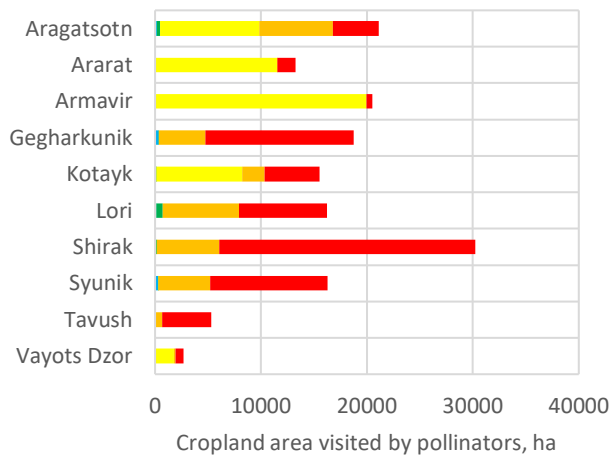 Aragatsotn
Ararat
Armavir
Gegharkunik
Kotayk
Lori
Shirak
Syunik
Tavush
Vayots Dzor
0 10000 20000 30000 40000
Cropland area visited by pollinators, ha